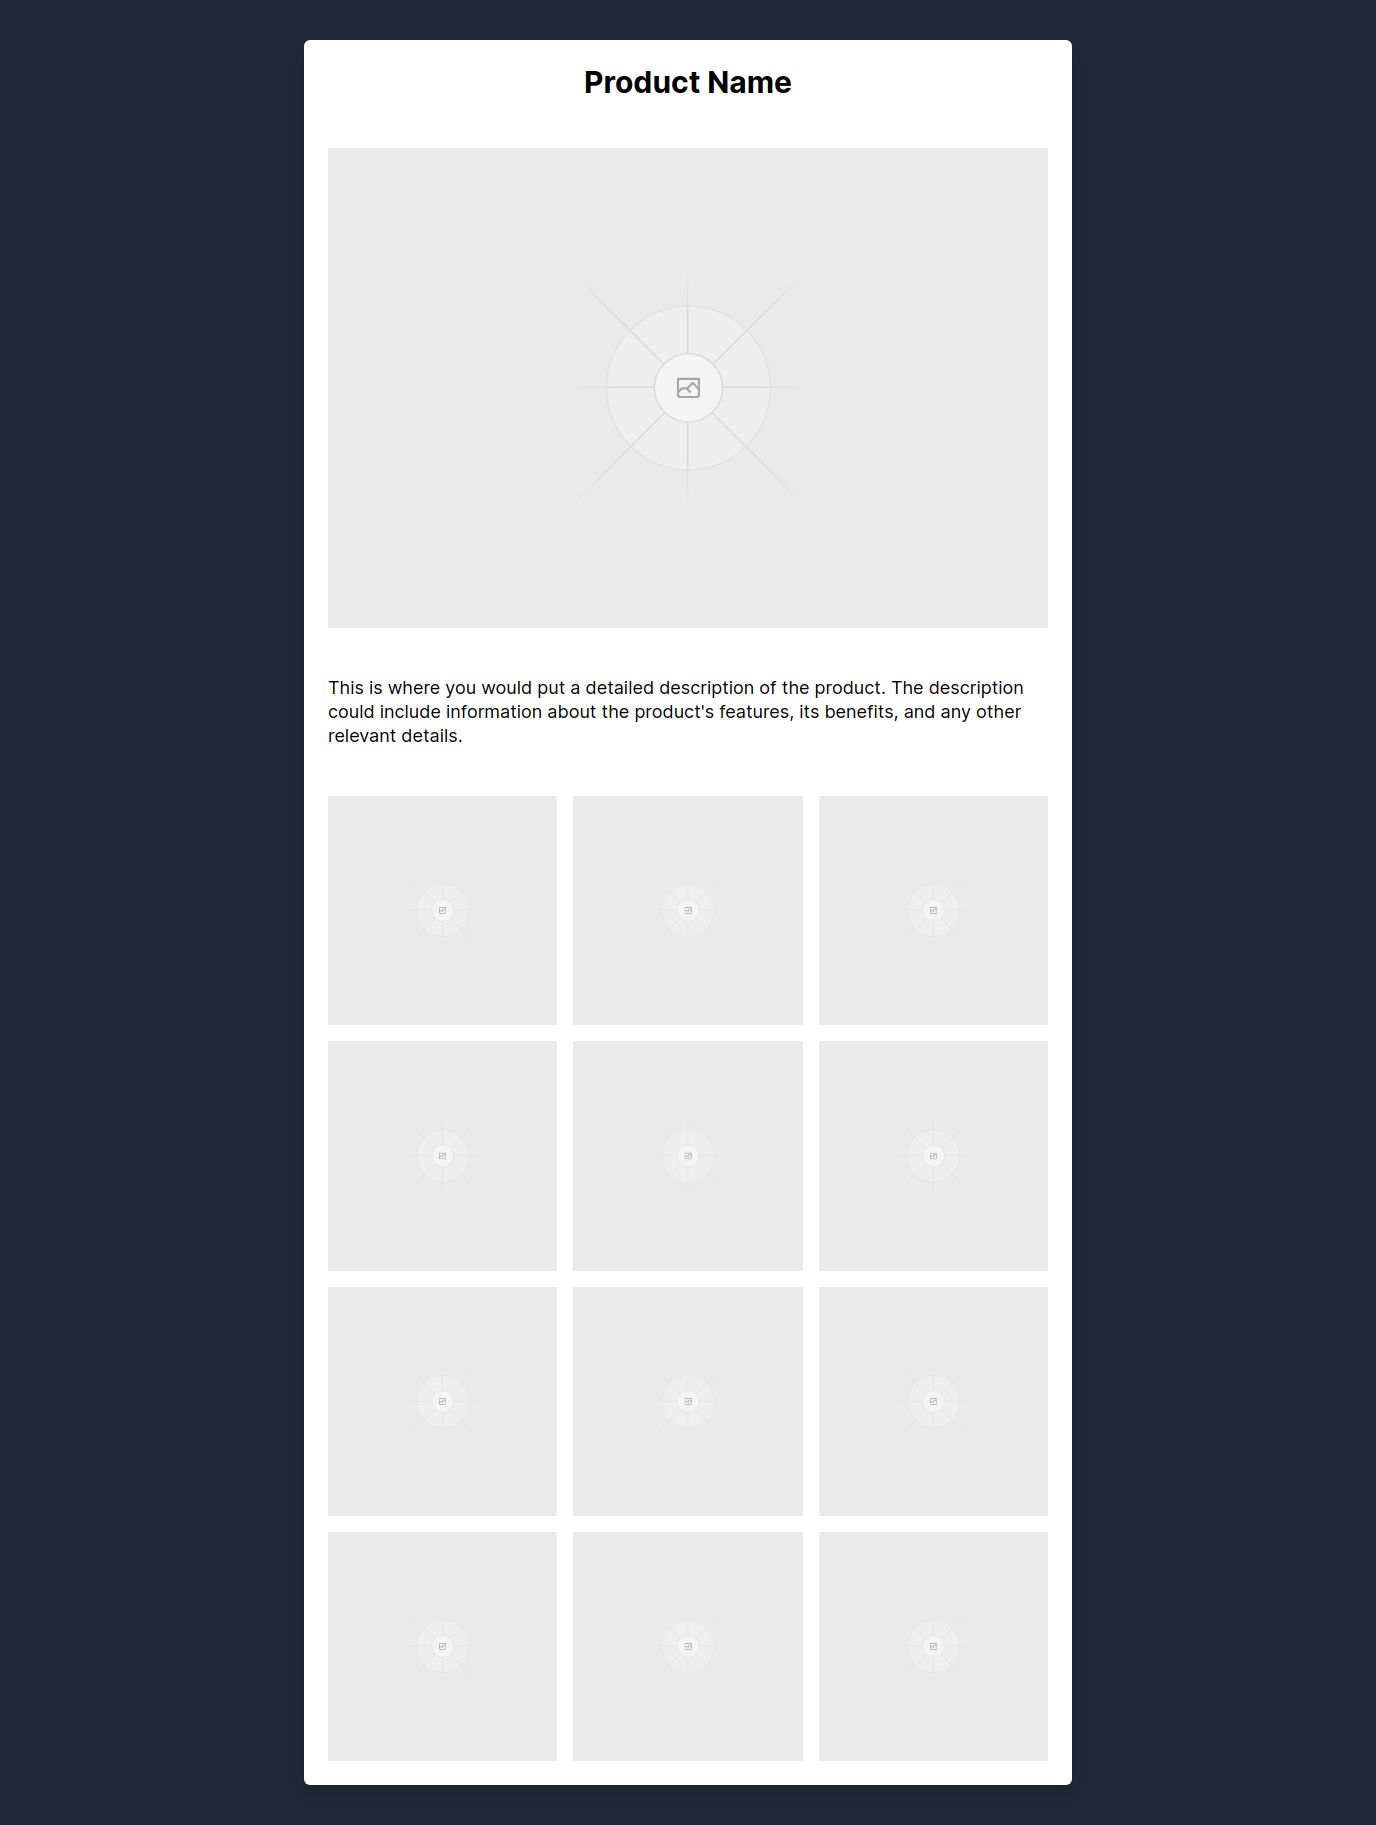 Product Name
This is where you would put a detailed description of the product. The description
could include information about the product's features, its benefits, and any other
relevant details.